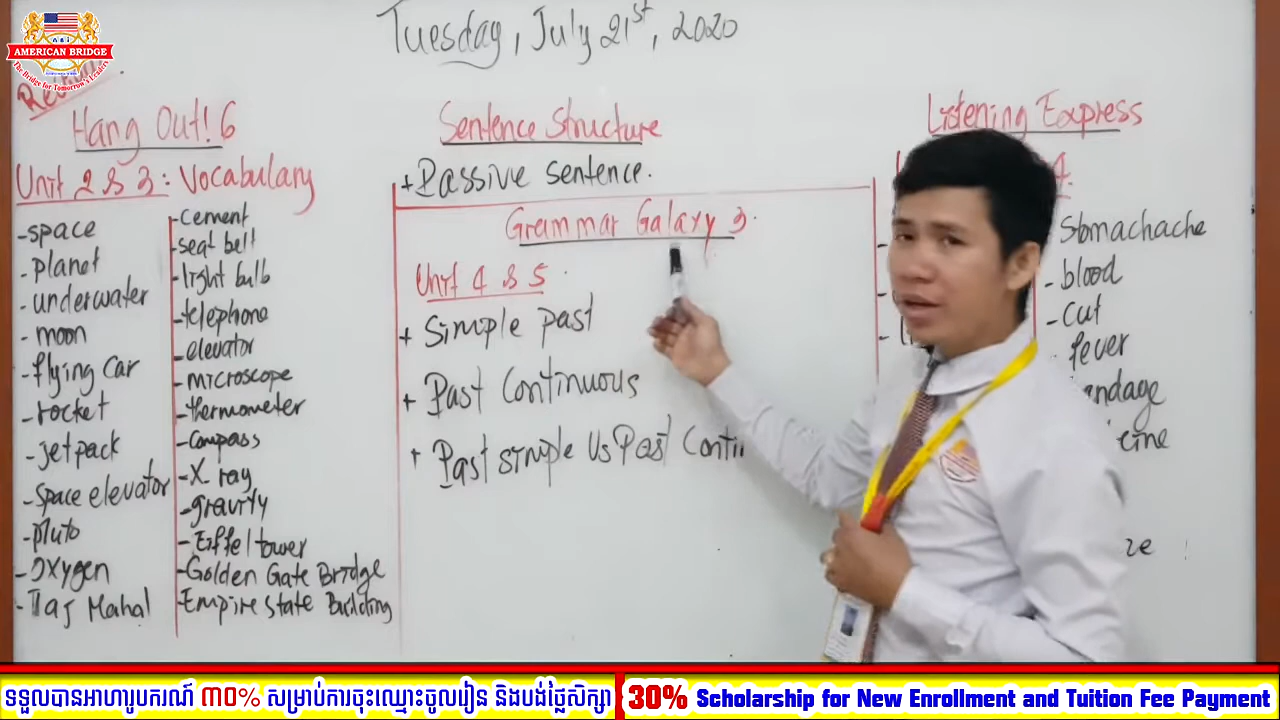 AMERICAN BRIDGE
The Bridge for Tomorrow's Leaders
Tuesday, July 21st, 2020
Hang Out! 6
Unit 2 & 3: Vocabulary
-space
-planet
-underwater
-moon
-flying car
-rocket
-jetpack
-space elevator
-pluto
-oxygen
-Taj Mahal
-cement
-seat belt
-light bulb
-telephone
-elevator
-microscope
-thermometer
-compass
-X ray
-gravity
-Eiffel tower
-Golden Gate Bridge
-Empire State Building
Sentence Structure
+Passive sentence.
Grammar Galaxy 3.
Unit 4 & 5.
+ Simple past
+ Past Continuous
+ Past simple Vs Past Conti
Listening Express
4.
Stomachache
-blood
-Cut
fever
andage
icine
ze
ទទួលបានអាហារូបករណ៍ ៣០% សម្រាប់ការចុះឈ្មោះចូលរៀន និងបង់ថ្លៃសិក្សា
30% Scholarship for New Enrollment and Tuition Fee Payment